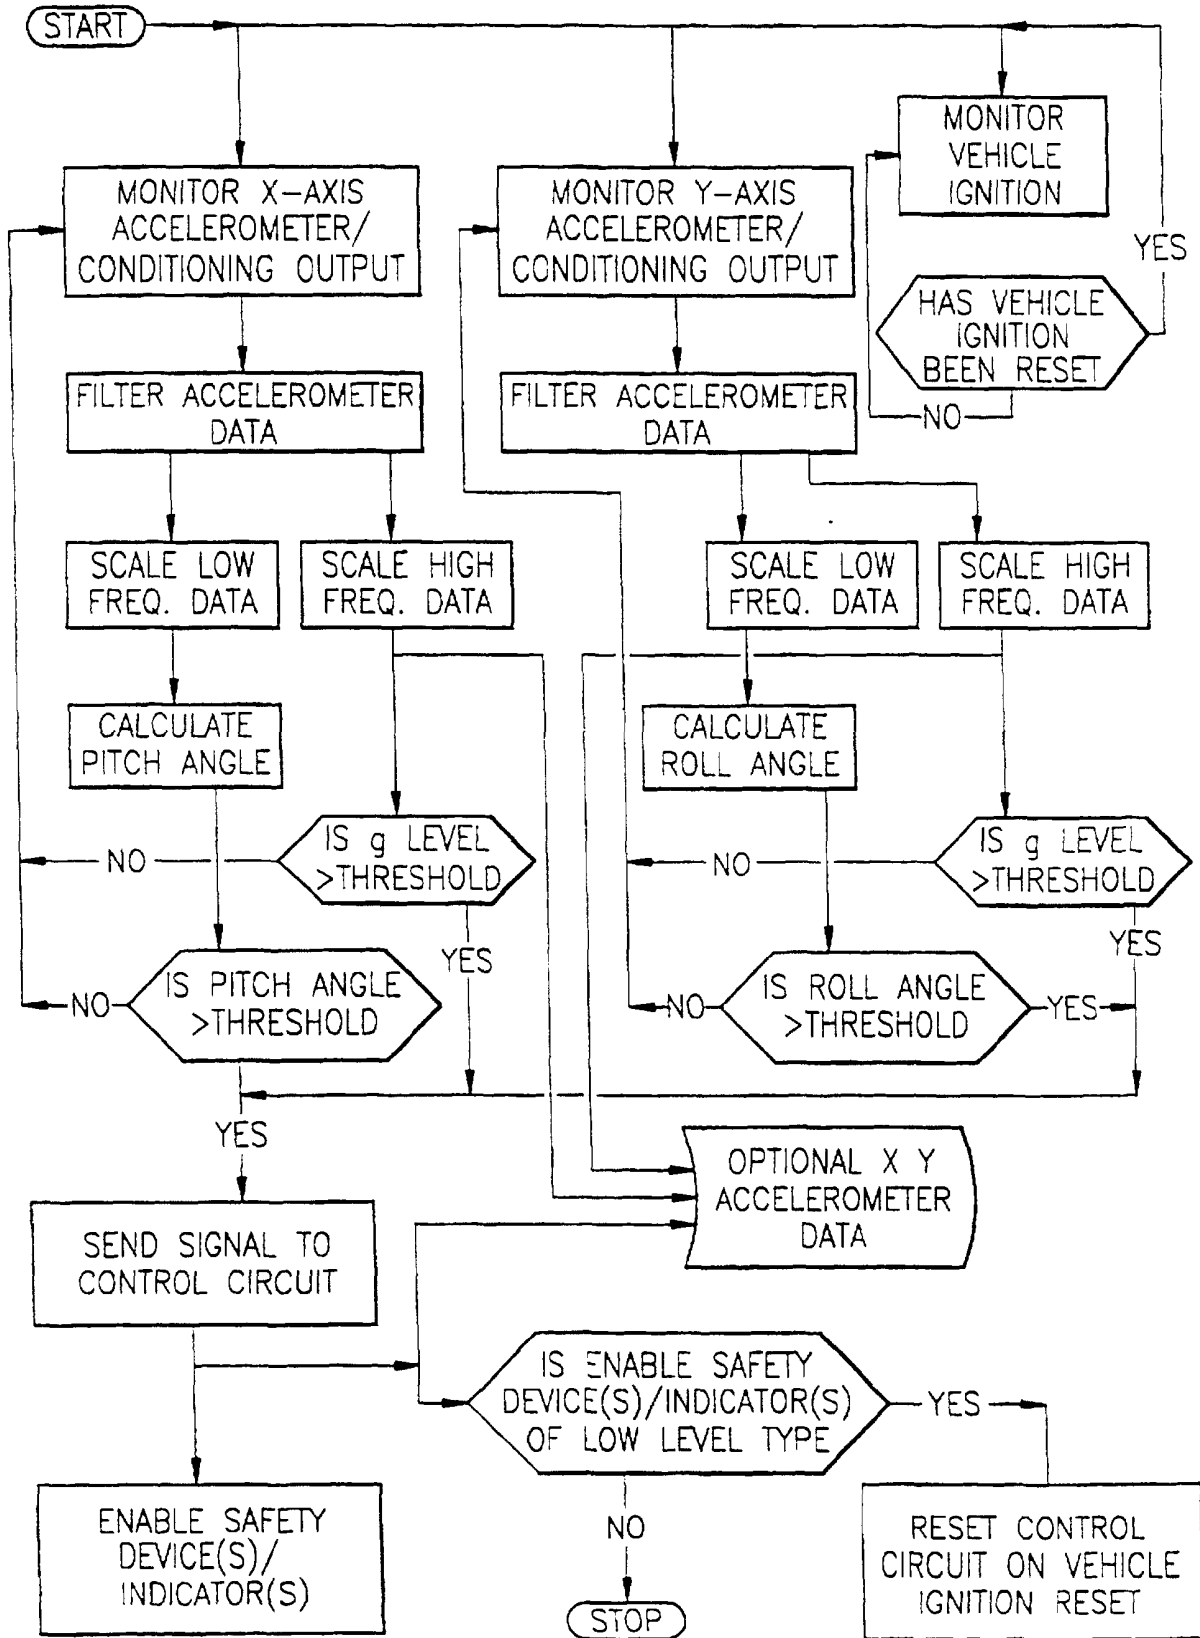 START
MONITOR
VEHICLE
IGNITION
MONITOR X-AXIS
ACCELEROMETER/
CONDITIONING OUTPUT
MONITOR Y-AXIS
ACCELEROMETER/
CONDITIONING OUTPUT
YES
HAS VEHICLE
IGNITION
BEEN RESET
NO
FILTER ACCELEROMETER
DATA
FILTER ACCELEROMETER
DATA
SCALE LOW
FREQ. DATA
SCALE HIGH
FREQ. DATA
SCALE LOW
FREQ. DATA
SCALE HIGH
FREQ. DATA
CALCULATE
PITCH ANGLE
CALCULATE
ROLL ANGLE
NO
IS g LEVEL
>THRESHOLD
NO
IS g LEVEL
>THRESHOLD
YES
YES
NO
IS PITCH ANGLE
>THRESHOLD
NO
IS ROLL ANGLE
>THRESHOLD
YES
YES
OPTIONAL X Y
ACCELEROMETER
DATA
SEND SIGNAL TO
CONTROL CIRCUIT
IS ENABLE SAFETY
DEVICE(S)/INDICATOR(S)
OF LOW LEVEL TYPE
YES
NO
ENABLE SAFETY
DEVICE(S)/
INDICATOR(S)
RESET CONTROL
CIRCUIT ON VEHICLE
IGNITION RESET
STOP